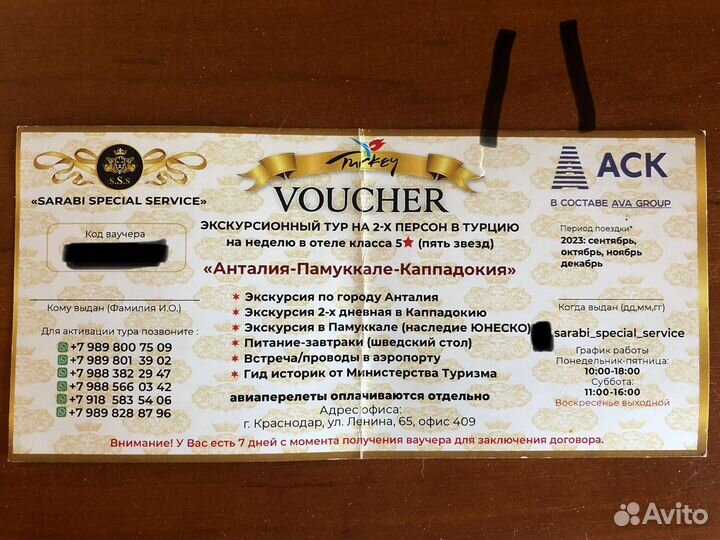 S.S.s
«SARABI SPECIAL SERVICE»
Код ваучера
Кому выдан (Фамилия И.О.)
Для активации тура позвоните :
+7 989 800 75 09
+7 989 801 39 02
+7 988 382 29 47
+7 988 566 03 42
+7 918 583 54 06
+7 989 828 87 96
Turkey
VOUCHER
ЭКСКУРСИОННЫЙ ТУР НА 2-Х ПЕРСОН В ТУРЦИЮ
на неделю в отеле класса 5★ (пять звезд)
«Анталия-Памуккале-Каппадокия»
✶ Экскурсия по городу Анталия
✶ Экскурсия 2-х дневная в Каппадокию
✶ Экскурсия в Памуккале (наследие ЮНЕСКО)
✶ Питание-завтраки (шведский стол)
✶ Встреча/проводы в аэропорту
✶ Гид историк от Министерства Туризма
авиаперелеты оплачиваются отдельно
Адрес офиса:
г. Краснодар, ул. Ленина, 65, офис 409
АСК
В СОСТАВЕ AVA GROUP
Период поездки*
2023: сентябрь,
октябрь, ноябрь
декабрь
Когда выдан (дд,мм,гг)
sarabi_special_service
График работы
Понедельник-пятница:
10:00-18:00
Суббота:
11:00-16:00
Воскресенье выходной
Внимание! У Вас есть 7 дней с момента получения ваучера для заключения договора.
Avito